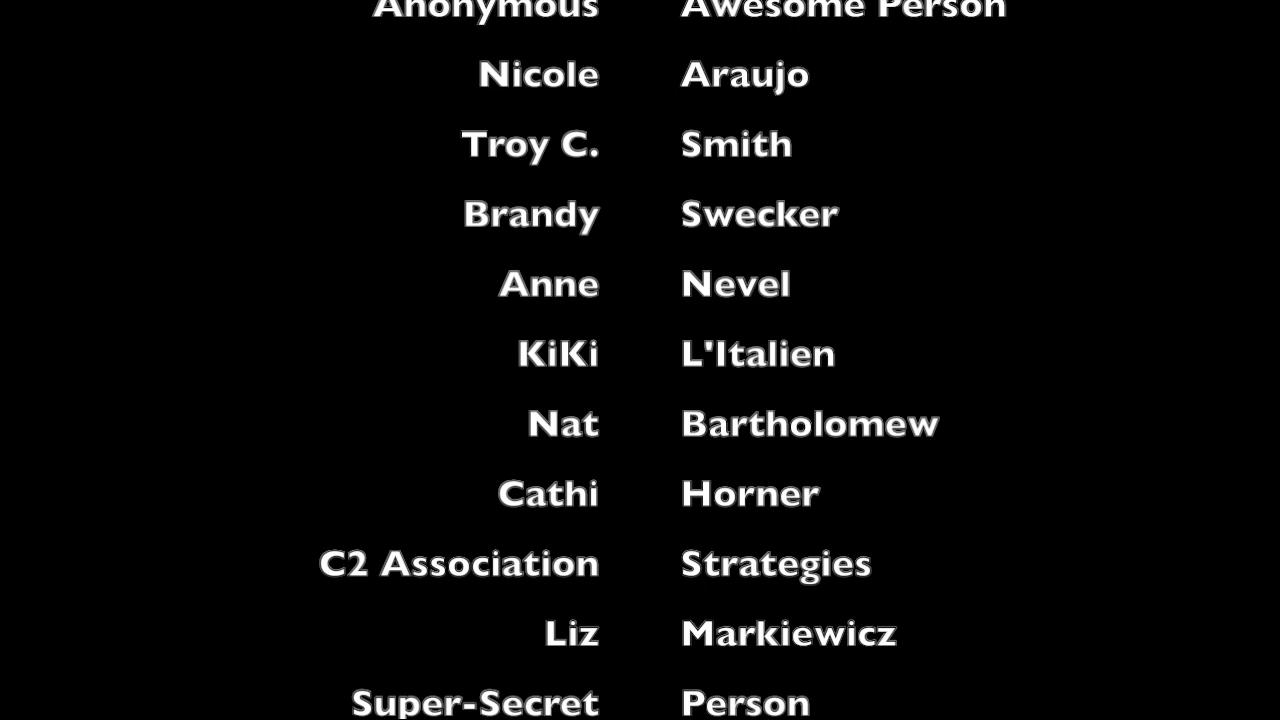 Anonymous Awesome Person
Nicole Araujo
Troy C. Smith
Brandy Swecker
Anne Nevel
KiKi L'Italien
Nat Bartholomew
Cathi Horner
C2 Association Strategies
Liz Markiewicz
Super-Secret Person